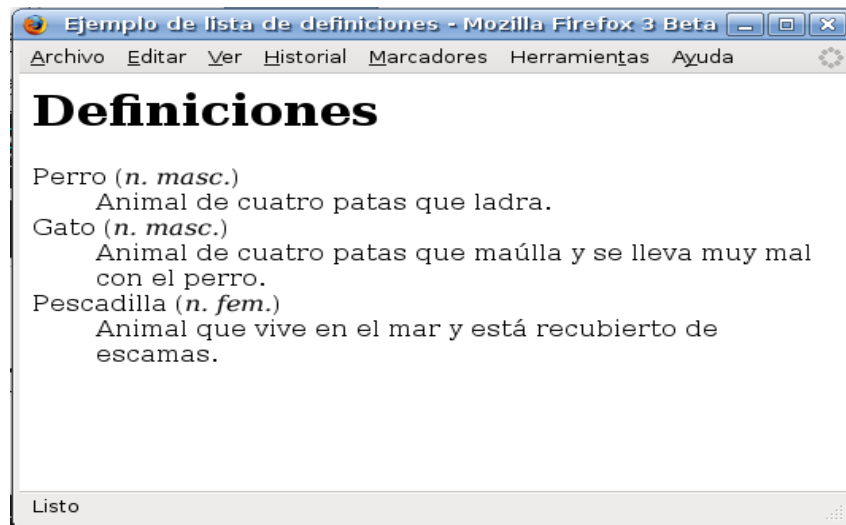 Ejemplo de lista de definiciones - Mozilla Firefox 3 Beta
Archivo Editar Ver Historial Marcadores Herramientas Ayuda
Definiciones
Perro (n. masc.)
Animal de cuatro patas que ladra.
Gato (n. masc.)
Animal de cuatro patas que maúlla y se lleva muy mal
con el perro.
Pescadilla (n. fem.)
Animal que vive en el mar y está recubierto de
escamas.
Listo